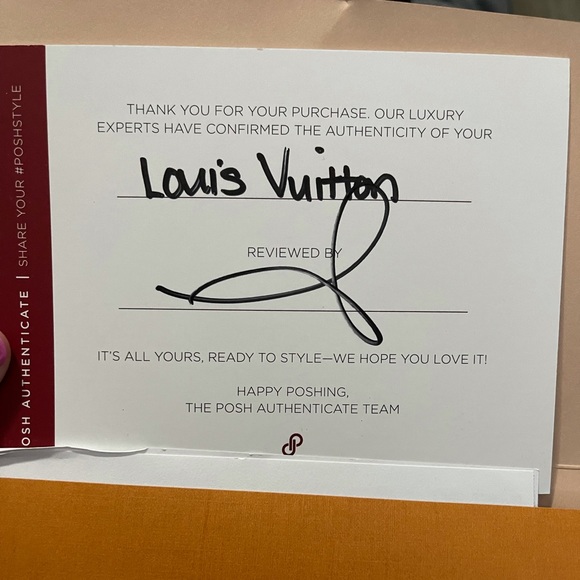 THANK YOU FOR YOUR PURCHASE. OUR LUXURY
EXPERTS HAVE CONFIRMED THE AUTHENTICITY OF YOUR
Louis Vuitton
REVIEWED BY
IT'S ALL YOURS, READY TO STYLE—WE HOPE YOU LOVE IT!
HAPPY POSHING,
THE POSH AUTHENTICATE TEAM
OSH AUTHENTICATE | SHARE YOUR #POSHSTYLE